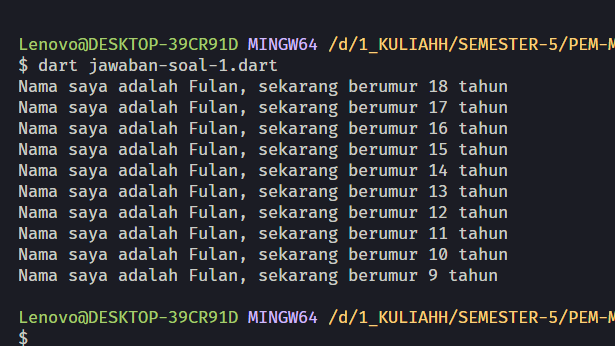 Lenovo@DESKTOP-39CR91D MINGW64 /d/1_KULIAHH/SEMESTER-5/PEM-M
$ dart jawaban-soal-1.dart
Nama saya adalah Fulan, sekarang berumur 18 tahun
Nama saya adalah Fulan, sekarang berumur 17 tahun
Nama saya adalah Fulan, sekarang berumur 16 tahun
Nama saya adalah Fulan, sekarang berumur 15 tahun
Nama saya adalah Fulan, sekarang berumur 14 tahun
Nama saya adalah Fulan, sekarang berumur 13 tahun
Nama saya adalah Fulan, sekarang berumur 12 tahun
Nama saya adalah Fulan, sekarang berumur 11 tahun
Nama saya adalah Fulan, sekarang berumur 10 tahun
Nama saya adalah Fulan, sekarang berumur 9 tahun
Lenovo@DESKTOP-39CR91D MINGW64 /d/1_KULIAHH/SEMESTER-5/PEM-M
$